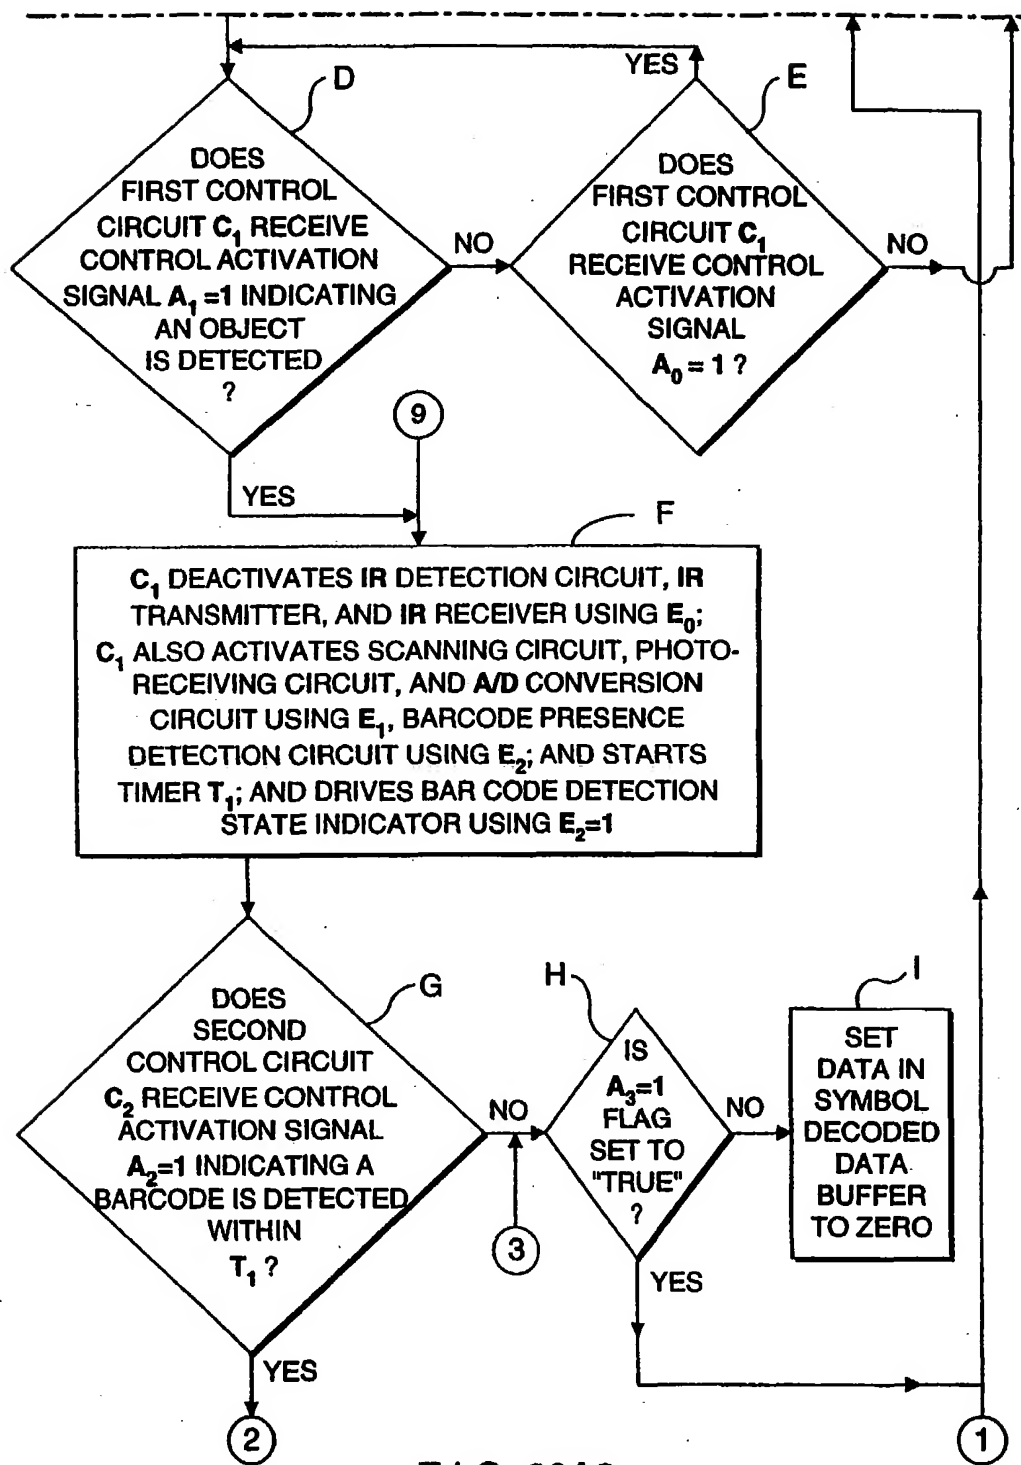 YES
D
E
DOES
FIRST CONTROL
CIRCUIT C1 RECEIVE
CONTROL ACTIVATION
SIGNAL A1 =1 INDICATING
AN OBJECT
IS DETECTED
?
NO
DOES
FIRST CONTROL
CIRCUIT C1
RECEIVE CONTROL
ACTIVATION
SIGNAL
A0 = 1 ?
NO
9
YES
F
C1 DEACTIVATES IR DETECTION CIRCUIT, IR
TRANSMITTER, AND IR RECEIVER USING E0;
C1 ALSO ACTIVATES SCANNING CIRCUIT, PHOTO-
RECEIVING CIRCUIT, AND A/D CONVERSION
CIRCUIT USING E1, BARCODE PRESENCE
DETECTION CIRCUIT USING E2; AND STARTS
TIMER T1; AND DRIVES BAR CODE DETECTION
STATE INDICATOR USING E2=1
G
DOES
SECOND
CONTROL CIRCUIT
C2 RECEIVE CONTROL
ACTIVATION SIGNAL
A2=1 INDICATING A
BARCODE IS DETECTED
WITHIN
T1 ?
NO
3
H
IS
A3=1
FLAG
SET TO
"TRUE"
?
NO
I
SET
DATA IN
SYMBOL
DECODED
DATA
BUFFER
TO ZERO
YES
YES
2
1